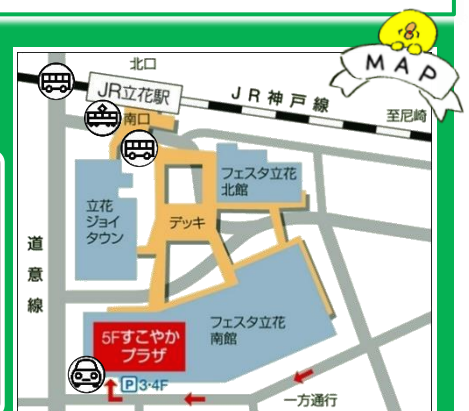 MAP
北口
JR立花駅
JR神戸線
南口
至尼崎
フェスタ立花
北館
立花
ジョイ
タウン
デッキ
道意線
フェスタ立花
南館
5Fすこやか
プラザ
P3・4F
一方通行